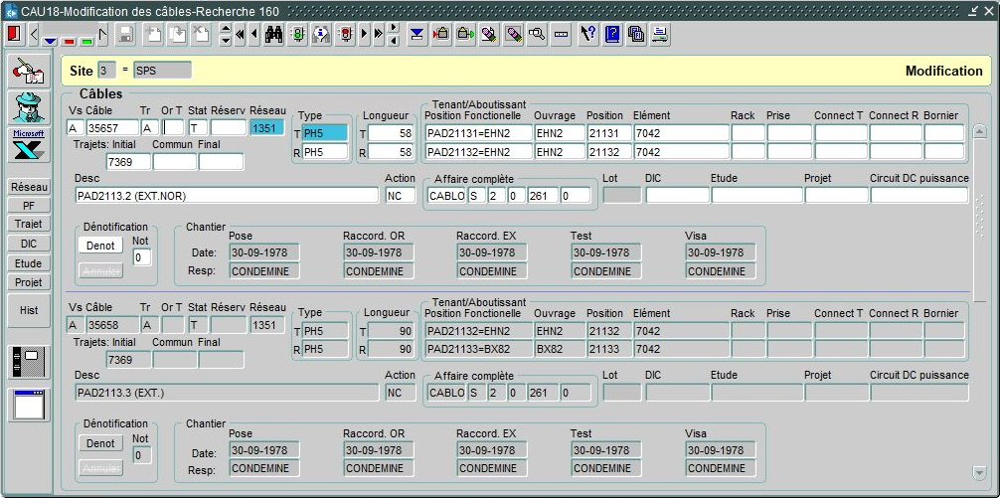 CAU18-Modification des câbles-Recherche 160
Site 3 = SPS Modification
Microsoft
Réseau
PF
Trajet
DIC
Etude
Projet
Hist
Câbles
Vs Câble Tr Or T Stat Réserv Réseau Type Longueur Tenant/Aboutissant
Position Fonctionelle Ouvrage Position Elément Rack Prise Connect T Connect R Bornier
A 35657 A T 1351 T PH5 T 58 PAD21131=EHN2 EHN2 21131 7042
R PH5 R 58 PAD21132=EHN2 EHN2 21132 7042
Trajets: Initial Commun Final
7369
Desc Action Affaire complète Lot DIC Etude Projet Circuit DC puissance
PAD2113.2 (EXT.NOR) NC CABLO S 2 0 261 0
Dénotification Chantier
Denot Not 0
Annuler
Pose Raccord. OR Raccord. EX Test Visa
Date: 30-09-1978 30-09-1978 30-09-1978 30-09-1978 30-09-1978
Resp: CONDEMINE CONDEMINE CONDEMINE CONDEMINE CONDEMINE
Vs Câble Tr Or T Stat Réserv Réseau Type Longueur Tenant/Aboutissant
Position Fonctionelle Ouvrage Position Elément Rack Prise Connect T Connect R Bornier
A 35658 A T 1351 T PH5 T 90 PAD21132=EHN2 EHN2 21132 7042
R PH5 R 90 PAD21133=BX82 BX82 21133 7042
Trajets: Initial Commun Final
7369
Desc Action Affaire complète Lot DIC Etude Projet Circuit DC puissance
PAD2113.3 (EXT.) NC CABLO S 2 0 261 0
Dénotification Chantier
Denot Not 0
Annuler
Pose Raccord. OR Raccord. EX Test Visa
Date: 30-09-1978 30-09-1978 30-09-1978 30-09-1978 30-09-1978
Resp: CONDEMINE CONDEMINE CONDEMINE CONDEMINE CONDEMINE